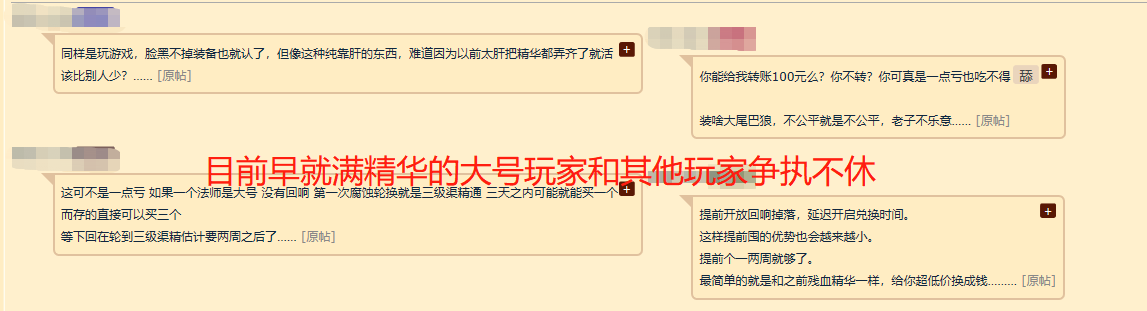 同样是玩游戏，脸黑不掉装备也就认了，但像这种纯靠肝的东西，难道因为以前太肝把精华都弄齐了就活
该比别人少？...... [原帖]
+
你能给我转账100元么？你不转？你可真是一点亏也吃不得 舔
+
装啥大尾巴狼，不公平就是不公平，老子不乐意...... [原帖]
目前早就满精华的大号玩家和其他玩家争执不休
这可不是一点亏 如果一个法师是大号 没有回响 第一次腐蚀轮换就是三级渠精通 三天之内可能就能买一个
+
而存的直接可以买三个
等下回在轮到三级渠精估计要两周之后了...... [原帖]
提前开放回响掉落，延迟开启兑换时间。
+
这样提前囤的优势也会越来越小。
提前个一两周就够了。
最简单的就是和之前残血精华一样，给你超低价换成钱......... [原帖]